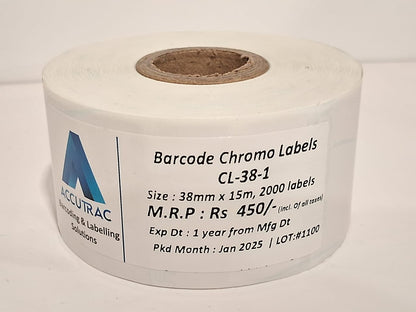 ACCUTRAC
Barcoding & Labelling
Solutions
Barcode Chromo Labels
CL-38-1
Size : 38mm x 15m, 2000 labels
M.R.P : Rs 450/- (incl. Of all taxes)
Exp Dt : 1 year from Mfg Dt
Pkd Month : Jan 2025 | LOT:#1100